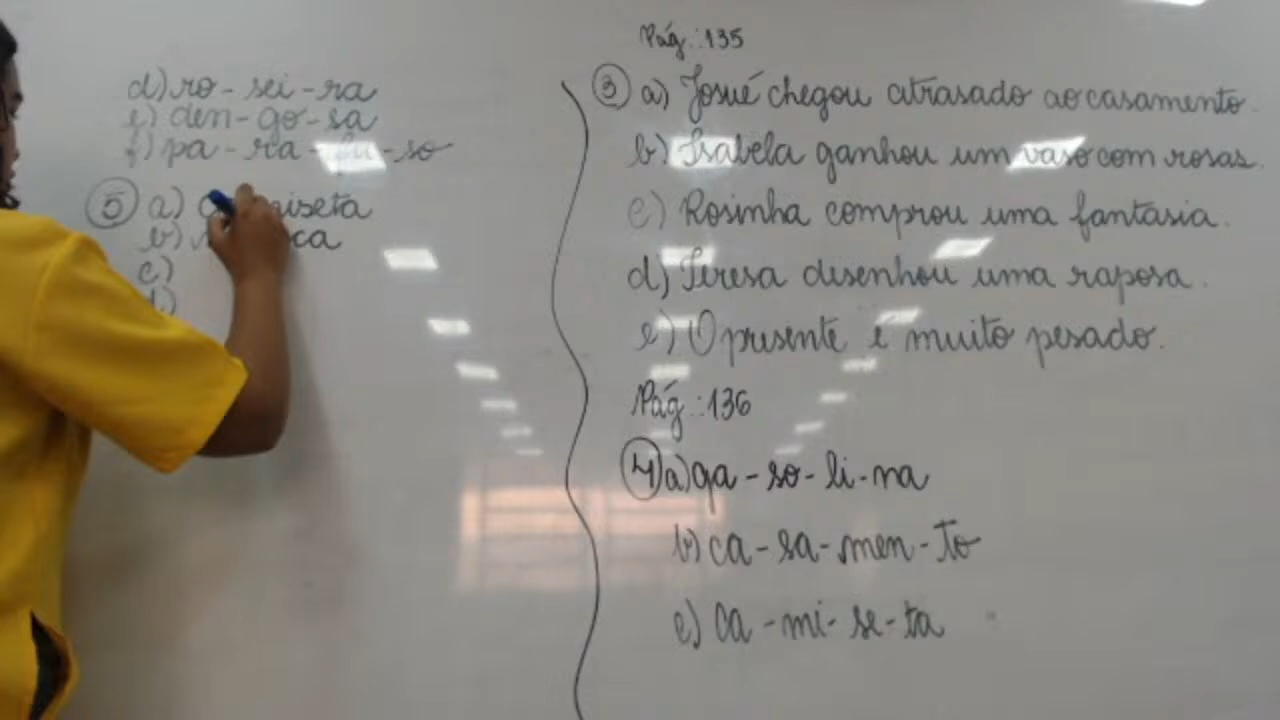 Pág.:135
3 a) Josué chegou atrasado ao casamento.
b) Isabela ganhou um vaso com rosas.
c) Rosinha comprou uma fantasia.
d) Teresa desenhou uma raposa.
e) O presente é muito pesado.
Pág.:136
4 a) ga-so-li-na
b) ca-sa-men-to
c) ca-mi-se-ta
d) ro-sei-ra
e) den-go-sa
f) pa-ra-fu-so
5 a) miseta
b) ca
c)
d)